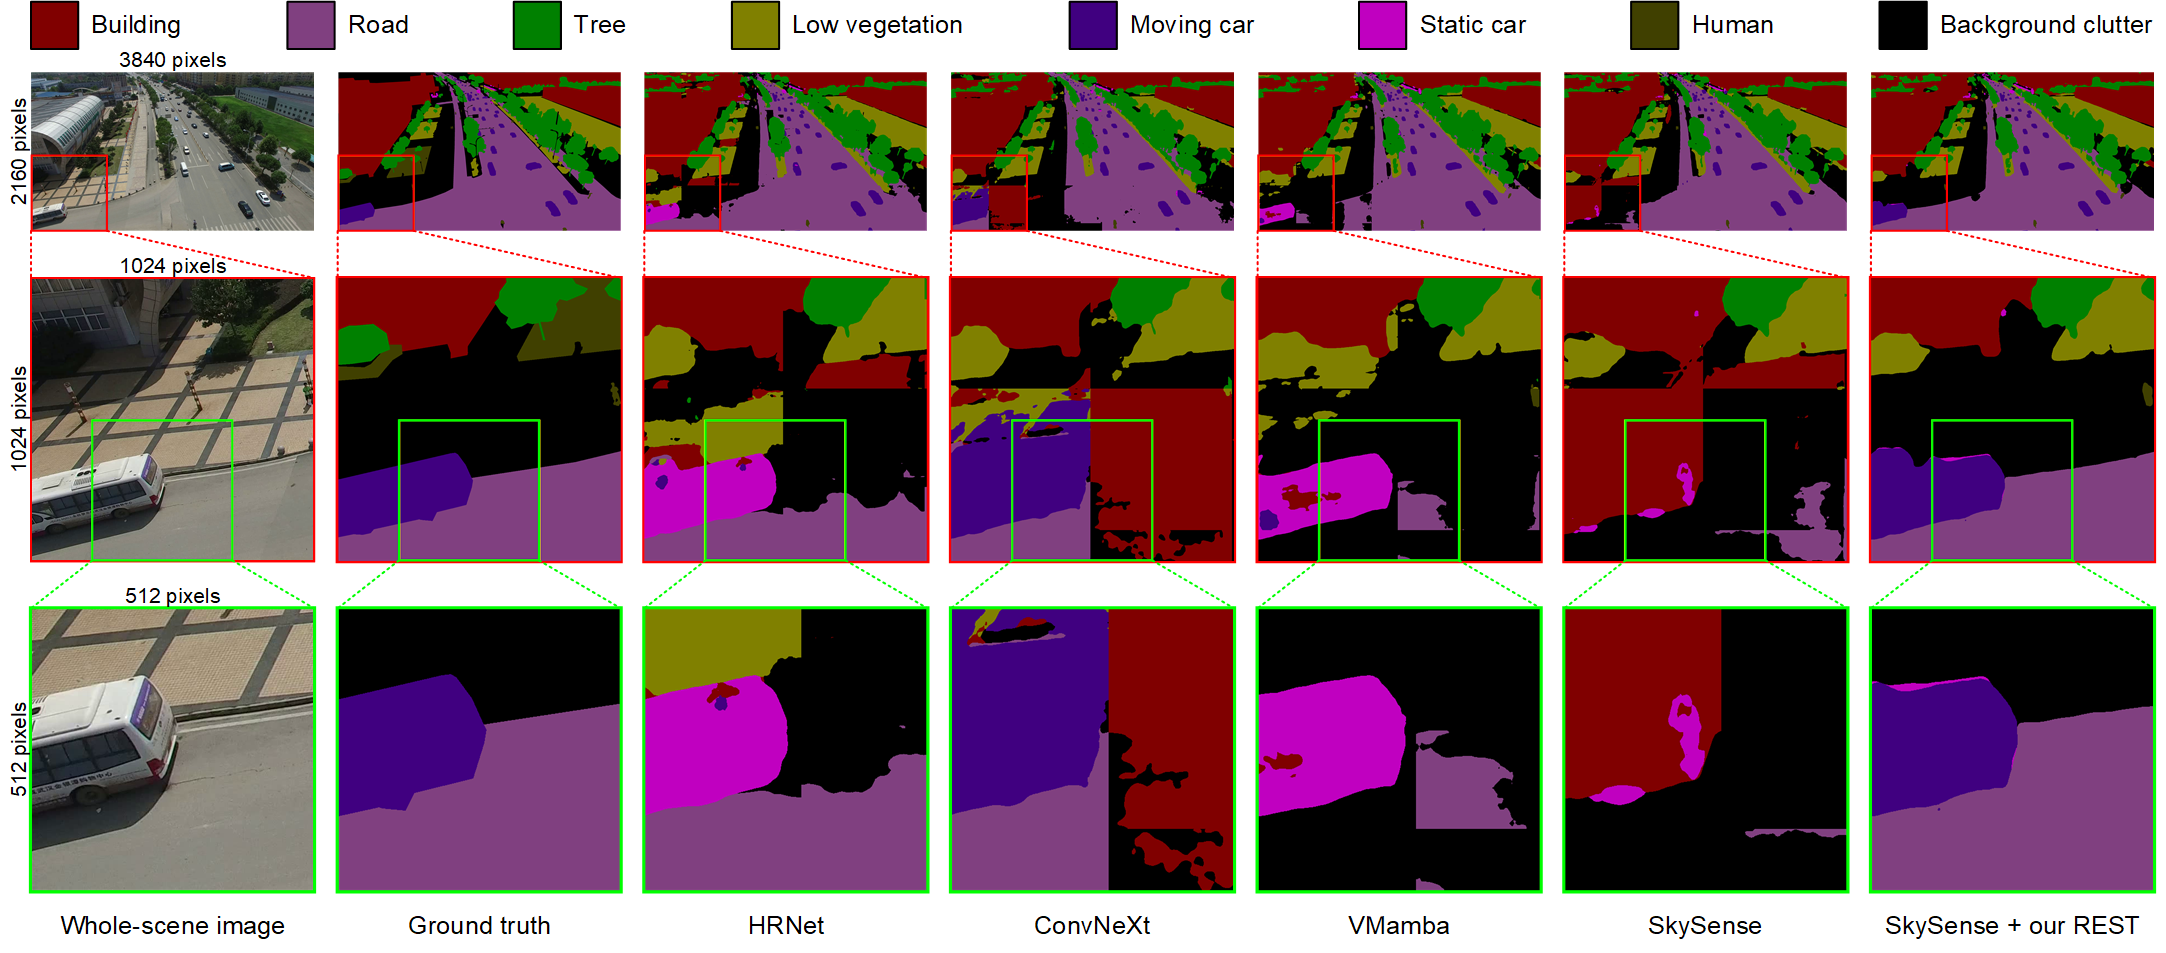 Building Road Tree Low vegetation Moving car Static car Human Background clutter
3840 pixels
2160 pixels
1024 pixels
1024 pixels
512 pixels
512 pixels
Whole-scene image Ground truth HRNet ConvNeXt VMamba SkySense SkySense + our REST